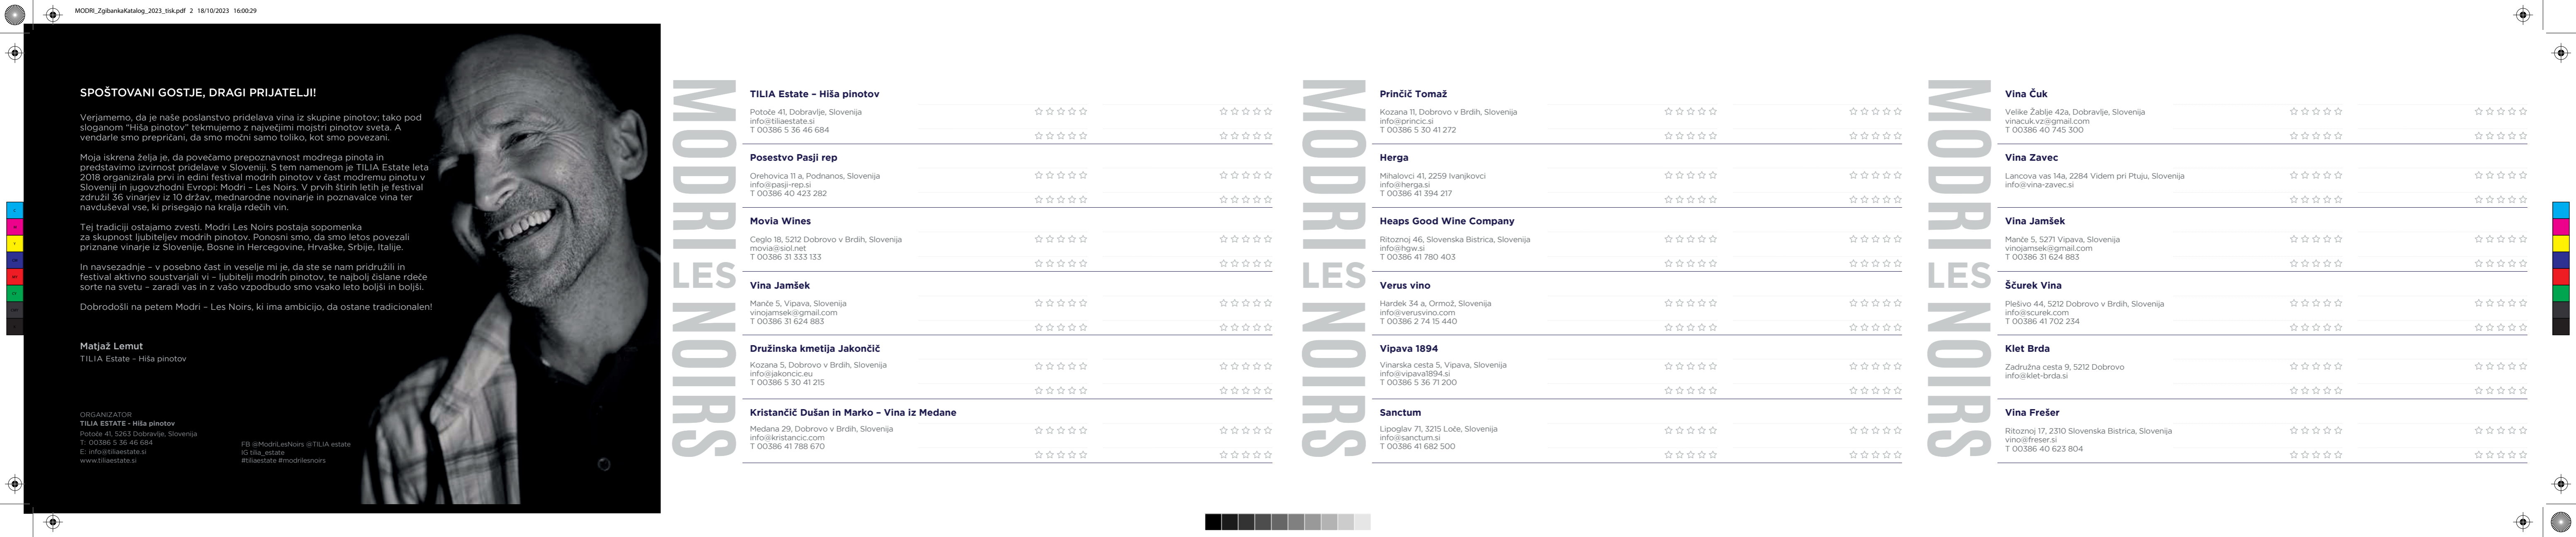 MODRI_ZgibankaKatalog_2023_tisk.pdf 2 18/10/2023 16:00:29
SPOŠTOVANI GOSTJE, DRAGI PRIJATELJI!
Verjamemo, da je naše poslanstvo pridelava vina iz skupine pinotov; tako pod
sloganom "Hiša pinotov" tekmujemo z največjimi mojstri pinotov sveta. A
vendarle smo prepričani, da smo močni samo toliko, kot smo povezani.
Moja iskrena želja je, da povečamo prepoznavnost modrega pinota in
predstavimo izvirnost pridelave v Sloveniji. S tem namenom je TILIA Estate leta
2018 organizirala prvi in edini festival modrih pinotov v čast modremu pinotu v
Sloveniji in jugovzhodni Evropi: Modri – Les Noirs. V prvih štirih letih je festival
združil 36 vinarjev iz 10 držav, mednarodne novinarje in poznavalce vina ter
navduševal vse, ki prisegajo na kralja rdečih vin.
Tej tradiciji ostajamo zvesti. Modri Les Noirs postaja sopomenka
za skupnost ljubiteljev modrih pinotov. Ponosni smo, da smo letos povezali
priznane vinarje iz Slovenije, Bosne in Hercegovine, Hrvaške, Srbije, Italije.
In navsezadnje – v posebno čast in veselje mi je, da ste se nam pridružili in
festival aktivno soustvarjali vi – ljubitelji modrih pinotov, te najbolj čislane rdeče
sorte na svetu – zaradi vas in z vašo vzpodbudo smo vsako leto boljši in boljši.
Dobrodošli na petem Modri – Les Noirs, ki ima ambicijo, da ostane tradicionalen!
Matjaž Lemut
TILIA Estate – Hiša pinotov
ORGANIZATOR
TILIA ESTATE - Hiša pinotov
Potoče 41, 5263 Dobravlje, Slovenija
T: 00386 5 36 46 684
E: info@tiliaestate.si
www.tiliaestate.si
FB @ModriLesNoirs @TILIA estate
IG tilia_estate
#tiliaestate #modrilesnoirs
MODRI LES NOIRS
TILIA Estate – Hiša pinotov
Potoče 41, Dobravlje, Slovenija
info@tiliaestate.si
T 00386 5 36 46 684
Posestvo Pasji rep
Orehovica 11 a, Podnanos, Slovenija
info@pasji-rep.si
T 00386 40 423 282
Movia Wines
Ceglo 18, 5212 Dobrovo v Brdih, Slovenija
movia@siol.net
T 00386 31 333 133
Vina Jamšek
Manče 5, Vipava, Slovenija
vinojamsek@gmail.com
T 00386 31 624 883
Družinska kmetija Jakončič
Kozana 5, Dobrovo v Brdih, Slovenija
info@jakoncic.eu
T 00386 5 30 41 215
Kristančič Dušan in Marko – Vina iz Medane
Medana 29, Dobrovo v Brdih, Slovenija
info@kristancic.com
T 00386 41 788 670
MODRI LES NOIRS
Prinčič Tomaž
Kozana 11, Dobrovo v Brdih, Slovenija
info@princic.si
T 00386 5 30 41 272
Herga
Mihalovci 41, 2259 Ivanjkovci
info@herga.si
T 00386 41 394 217
Heaps Good Wine Company
Ritoznoj 46, Slovenska Bistrica, Slovenija
info@hgw.si
T 00386 41 780 403
Verus vino
Hardek 34 a, Ormož, Slovenija
info@verusvino.com
T 00386 2 74 15 440
Vipava 1894
Vinarska cesta 5, Vipava, Slovenija
info@vipava1894.si
T 00386 5 36 71 200
Sanctum
Lipoglav 71, 3215 Loče, Slovenija
info@sanctum.si
T 00386 41 682 500
MODRI LES NOIRS
Vina Čuk
Velike Žablje 42a, Dobravlje, Slovenija
vinacuk.vz@gmail.com
T 00386 40 745 300
Vina Zavec
Lancova vas 14a, 2284 Videm pri Ptuju, Slovenija
info@vina-zavec.si
Vina Jamšek
Manče 5, 5271 Vipava, Slovenija
vinojamsek@gmail.com
T 00386 31 624 883
Ščurek Vina
Plešivo 44, 5212 Dobrovo v Brdih, Slovenija
info@scurek.com
T 00386 41 702 234
Klet Brda
Zadružna cesta 9, 5212 Dobrovo
info@klet-brda.si
Vina Frešer
Ritoznoj 17, 2310 Slovenska Bistrica, Slovenija
vino@freser.si
T 00386 40 623 804